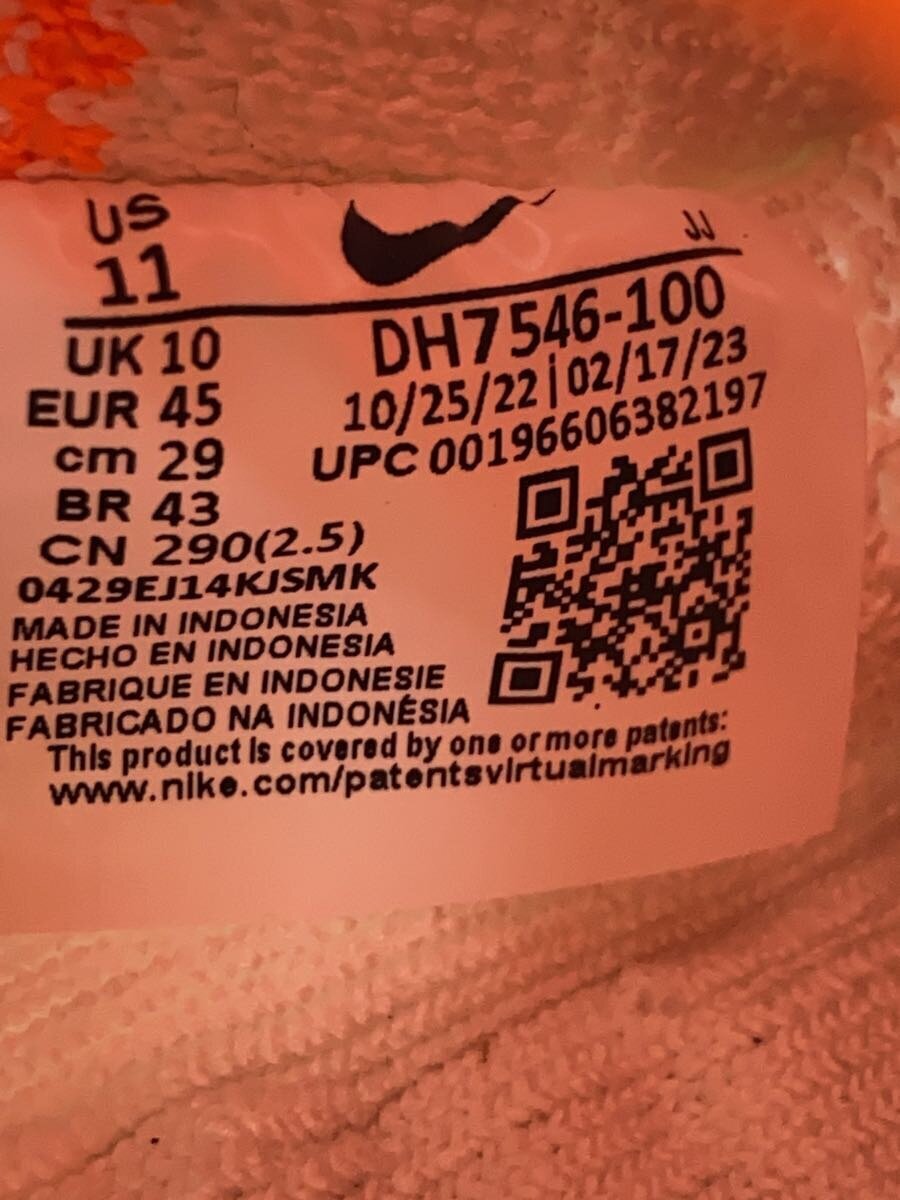 US
11
JJ
UK 10
EUR 45
cm 29
BR 43
CN 290(2.5)
DH7546-100
10/25/22|02/17/23
UPC 00196606382197
0429EJ14KJSMK
MADE IN INDONESIA
HECHO EN INDONESIA
FABRIQUE EN INDONESIE
FABRICADO NA INDONÉSIA
This product is covered by one or more patents:
www.nike.com/patentsvirtualmarking